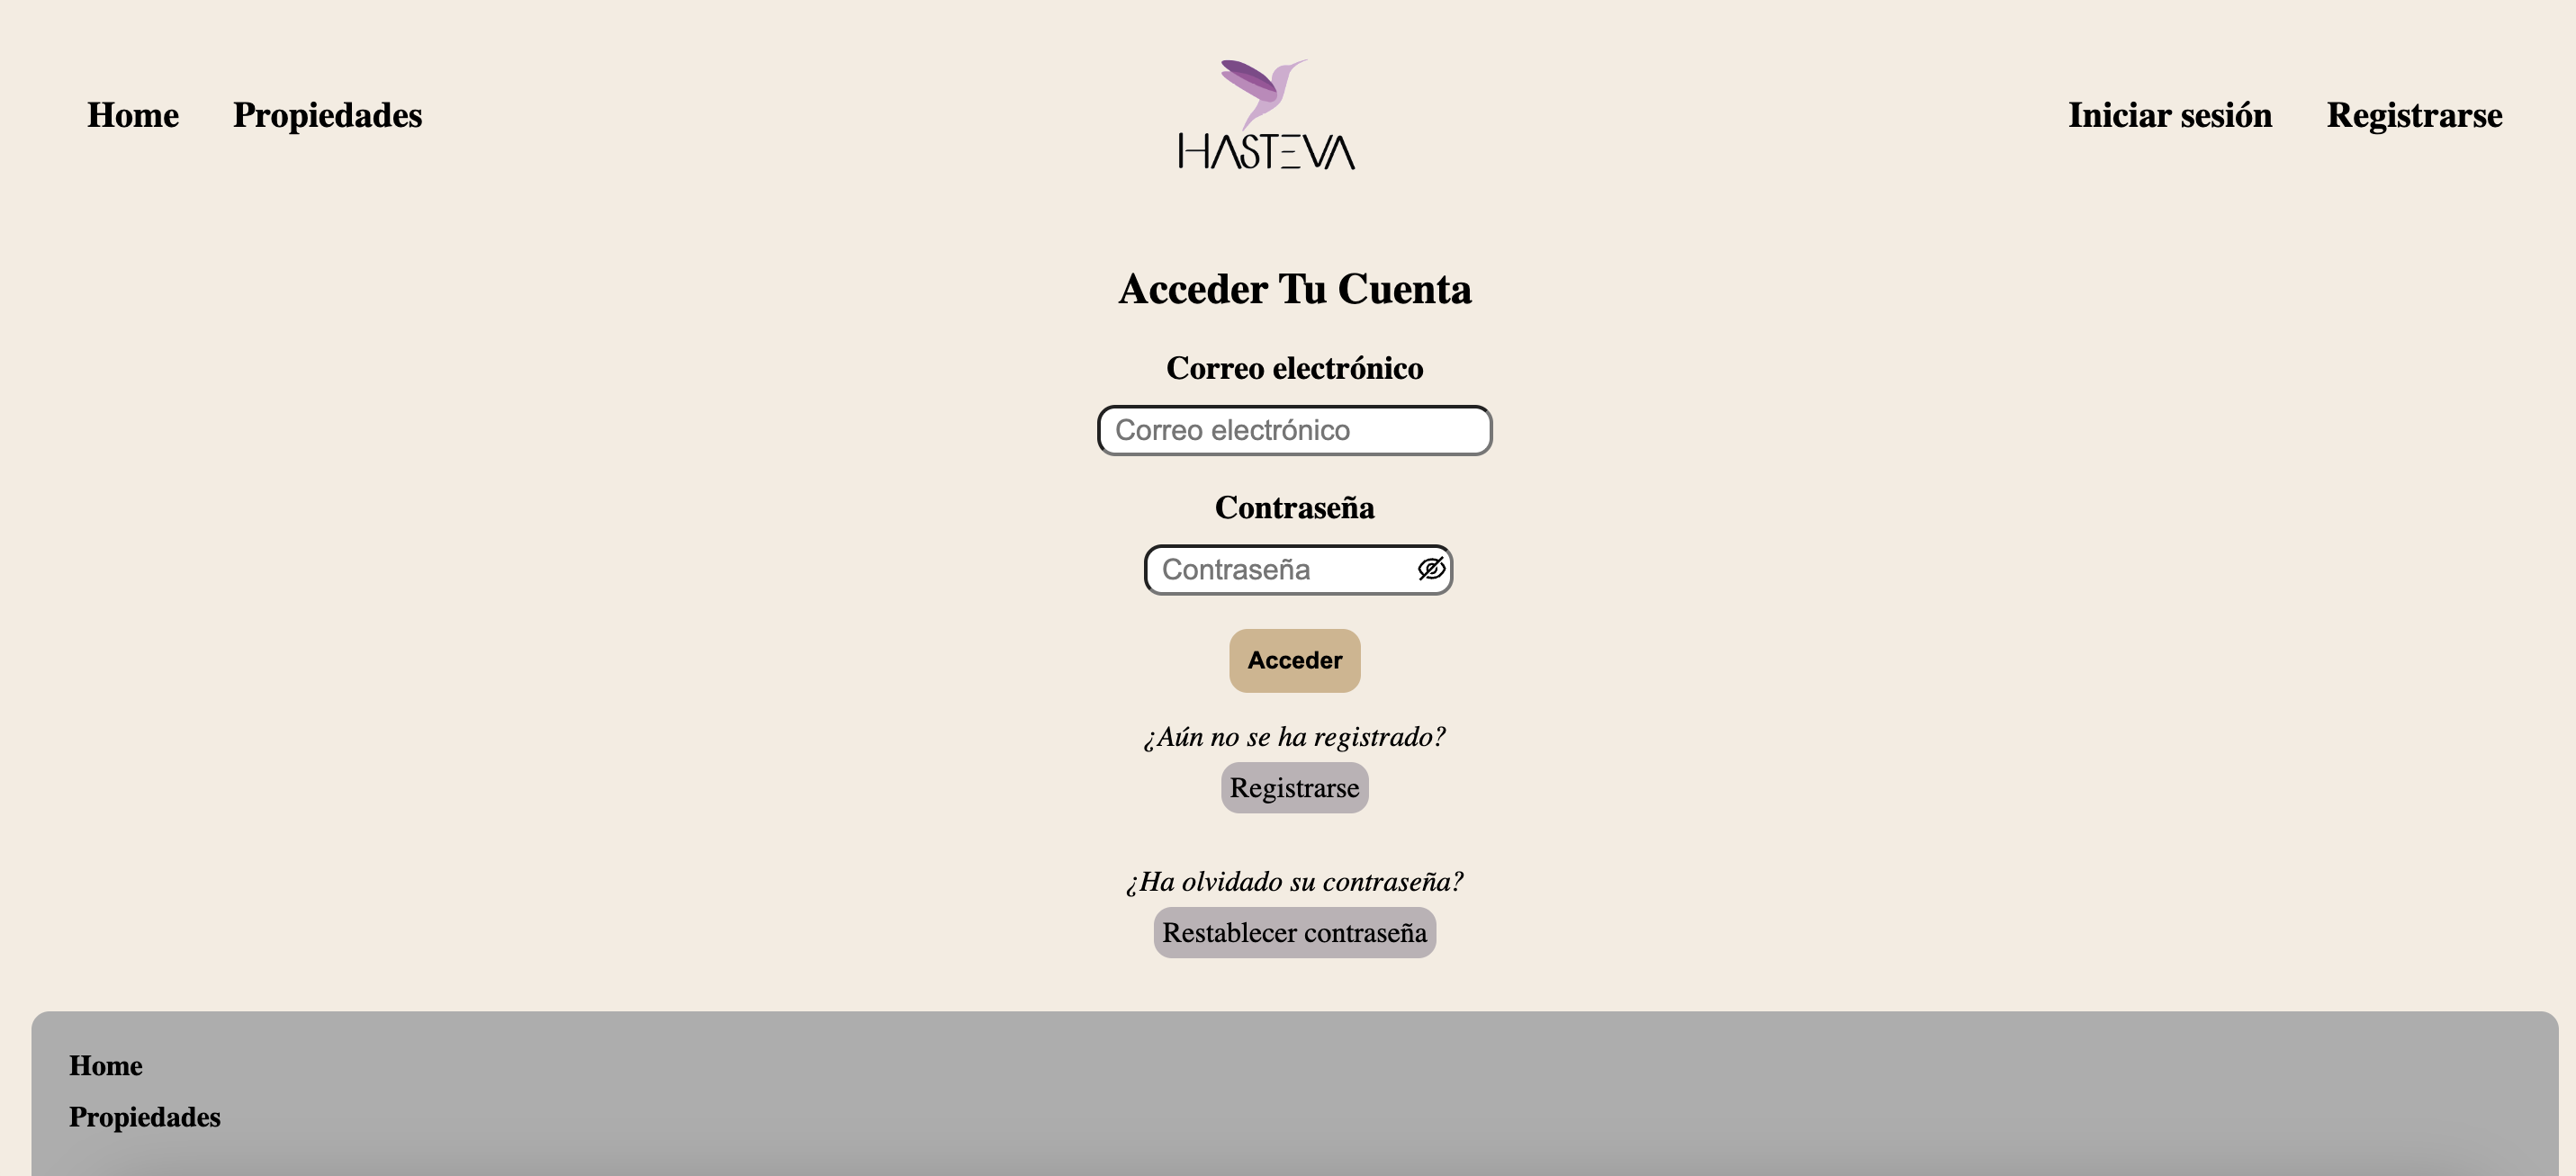 Home Propiedades HASTEVA Iniciar sesión Registrarse
Acceder Tu Cuenta
Correo electrónico
Correo electrónico
Contraseña
Contraseña
Acceder
¿Aún no se ha registrado?
Registrarse
¿Ha olvidado su contraseña?
Restablecer contraseña
Home
Propiedades